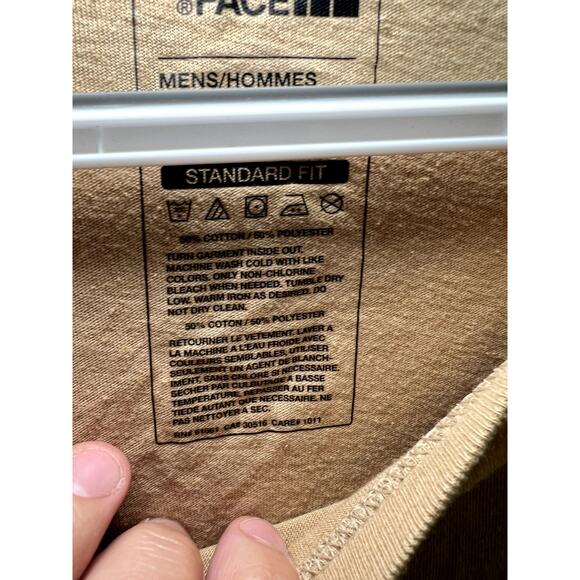 ®FACE
MENS/HOMMES
STANDARD FIT
50% COTTON / 50% POLYESTER
TURN GARMENT INSIDE OUT.
MACHINE WASH COLD WITH LIKE
COLORS. ONLY NON-CHLORINE
BLEACH WHEN NEEDED. TUMBLE DRY
LOW. WARM IRON AS DESIRED. DO
NOT DRY CLEAN.
50% COTON / 50% POLYESTER
RETOURNER LE VETEMENT. LAVER A
LA MACHINE A L'EAU FROIDE AVEC
COULEURS SEMBLABLES, UTILISER
SEULEMENT UN AGENT DE BLANCH-
IMENT, SANS CHLORE SI NECESSAIRE.
SECHER PAR CULBUTAGE A BASSE
TEMPERATURE. REPASSER AU FER
TIEDE AUTANT QUE NECESSAIRE. NE
PAS NETTOYER A SEC.
RN# 61661 CA# 30516 CARE# 1011